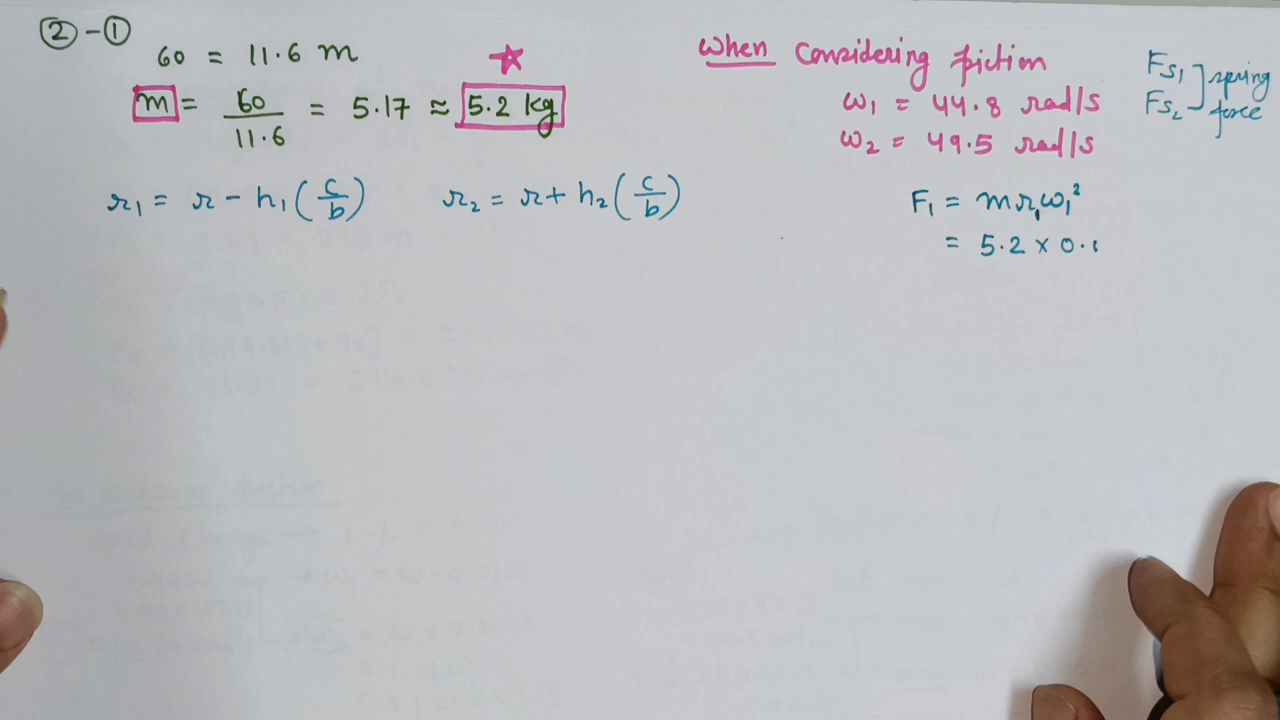 ② - ①
60 = 11.6 m
m = 60/11.6 = 5.17 ≈ 5.2 kg
r₁ = r - h₁ (c/b)
r₂ = r + h₂ (c/b)
When Considering friction
ω₁ = 44.8 rad/s
ω₂ = 49.5 rad/s
Fs₁ ] spring
Fs₂ force
F₁ = m r₁ ω₁²
= 5.2 × 0.